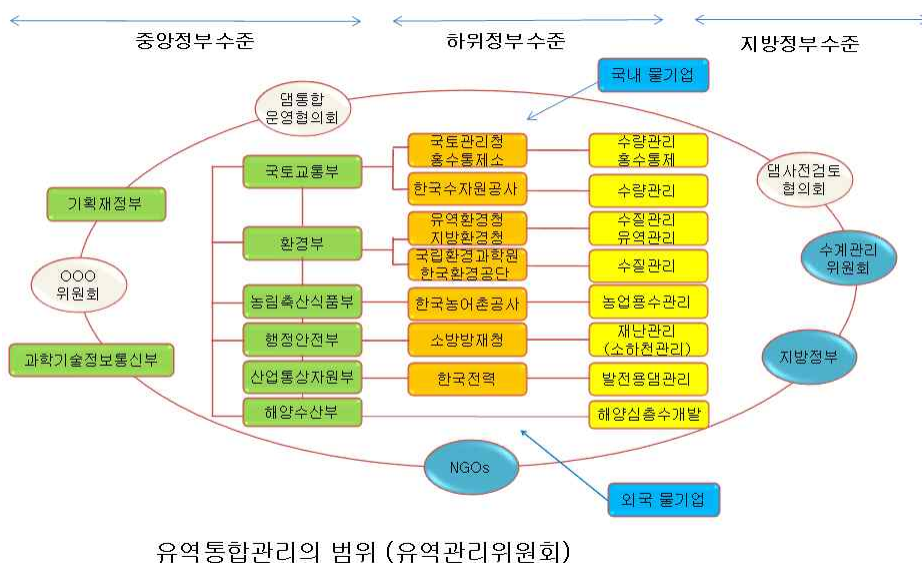 중앙정부수준
하위정부수준
지방정부수준
국내 물기업
댐통합
운영협의회
국토교통부
국토관리청
홍수통제소
수량관리
홍수통제
한국수자원공사
수량관리
댐사전검토
협의회
기획재정부
환경부
유역환경청
지방환경청
수질관리
유역관리
국립환경과학원
한국환경공단
수질관리
수계관리
위원회
○○○
위원회
농림축산식품부
한국농어촌공사
농업용수관리
행정안전부
소방방재청
재난관리
(소하천관리)
과학기술정보통신부
지방정부
산업통상자원부
한국전력
발전용댐관리
해양수산부
해양심층수개발
NGOs
외국 물기업
유역통합관리의 범위 (유역관리위원회)